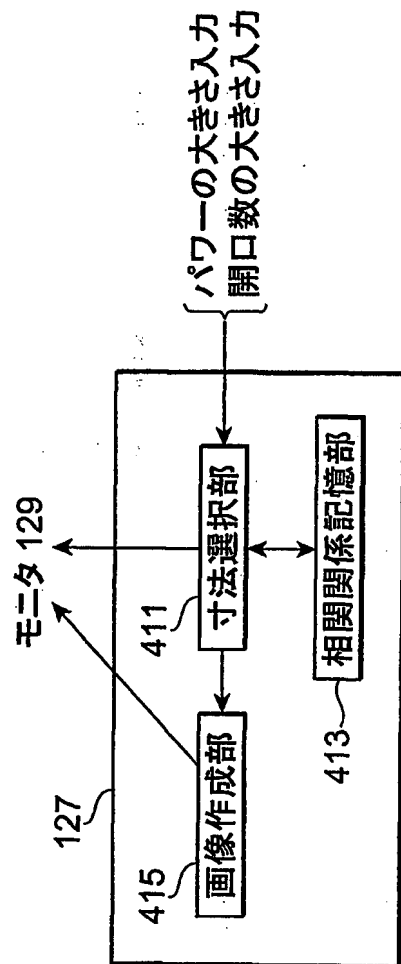 モニタ 129
127
415
画像作成部
411
寸法選択部
413
相関関係記憶部
パワーの大きさ入力
開口数の大きさ入力